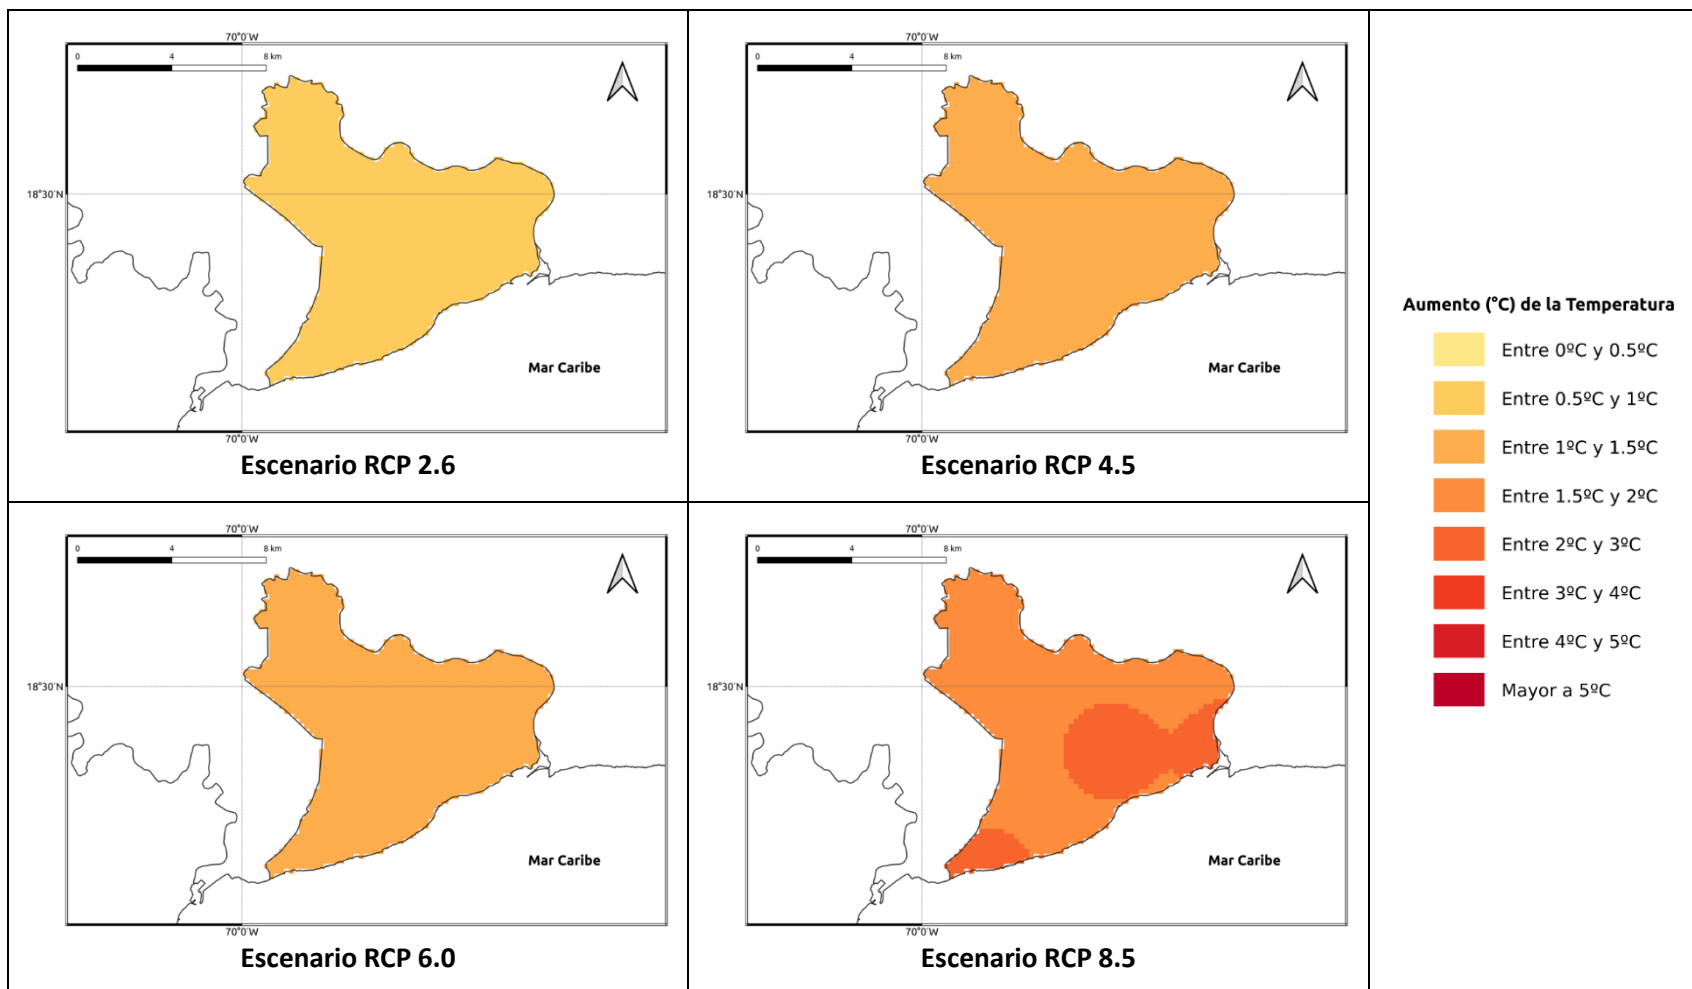 70°0'W
0 4 8 km
18°30'N
Mar Caribe
70°0'W
Escenario RCP 2.6
70°0'W
0 4 8 km
18°30'N
Mar Caribe
70°0'W
Escenario RCP 4.5
70°0'W
0 4 8 km
18°30'N
Mar Caribe
70°0'W
Escenario RCP 6.0
70°0'W
0 4 8 km
18°30'N
Mar Caribe
70°0'W
Escenario RCP 8.5
Aumento (°C) de la Temperatura
Entre 0ºC y 0.5ºC
Entre 0.5ºC y 1ºC
Entre 1ºC y 1.5ºC
Entre 1.5ºC y 2ºC
Entre 2ºC y 3ºC
Entre 3ºC y 4ºC
Entre 4ºC y 5ºC
Mayor a 5ºC